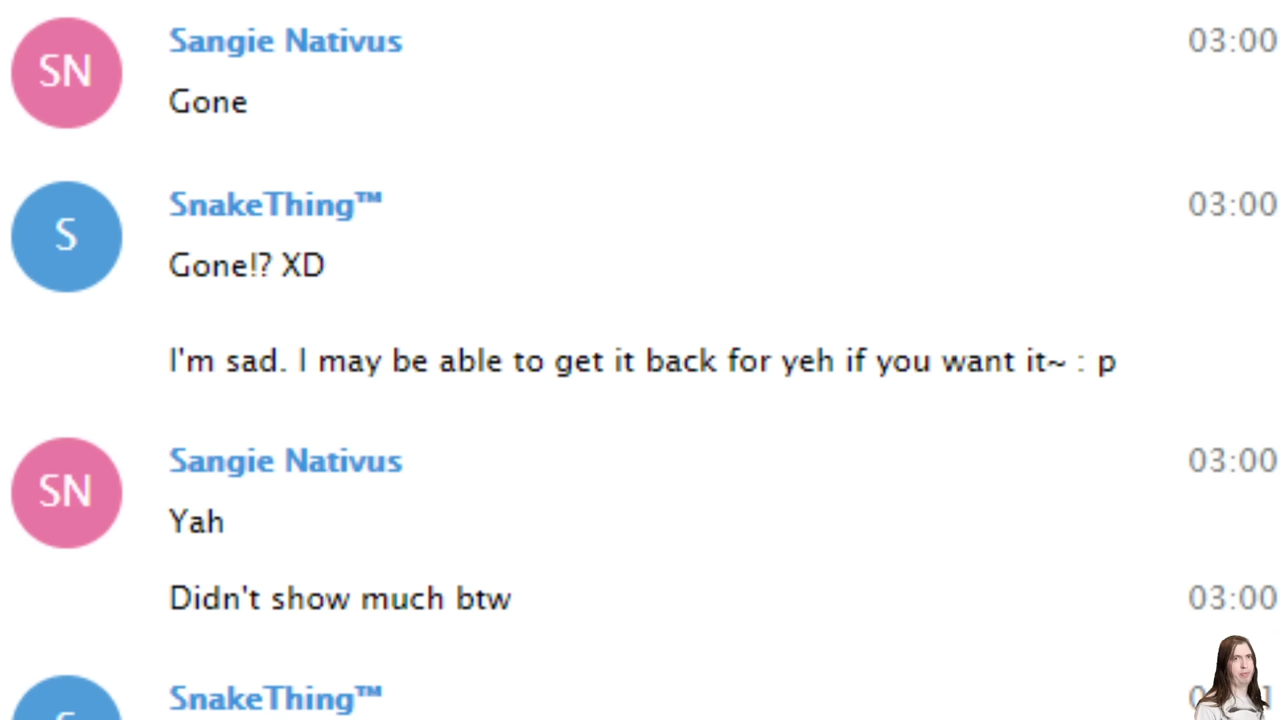 SN
Sangie Nativus
03:00
Gone
S
SnakeThing™
03:00
Gone!? XD
I'm sad. I may be able to get it back for yeh if you want it~ : p
SN
Sangie Nativus
03:00
Yah
Didn't show much btw
03:00
SnakeThing™